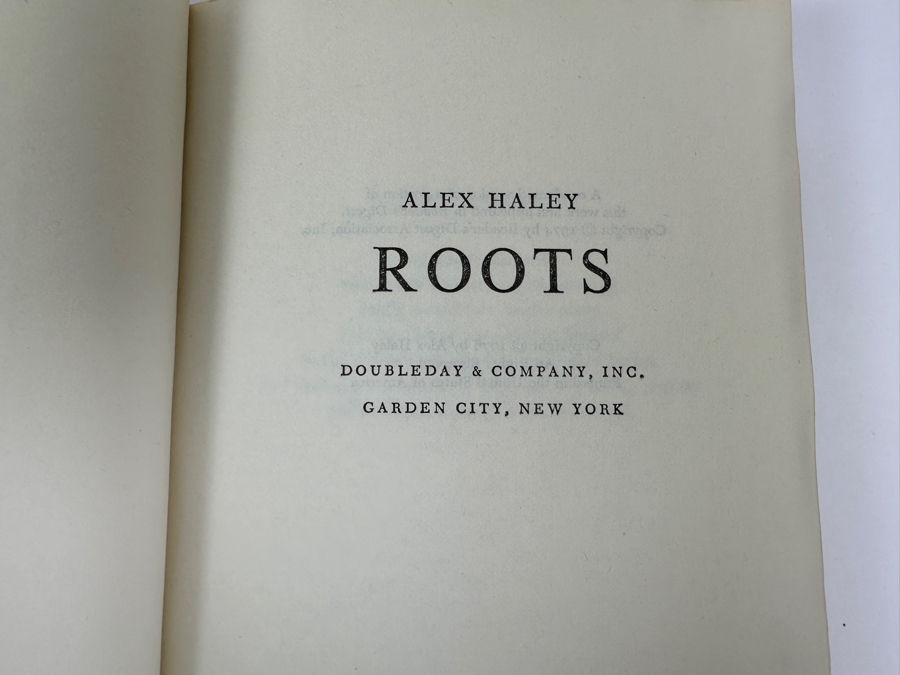 ALEX HALEY
ROOTS
DOUBLEDAY & COMPANY, INC.
GARDEN CITY, NEW YORK